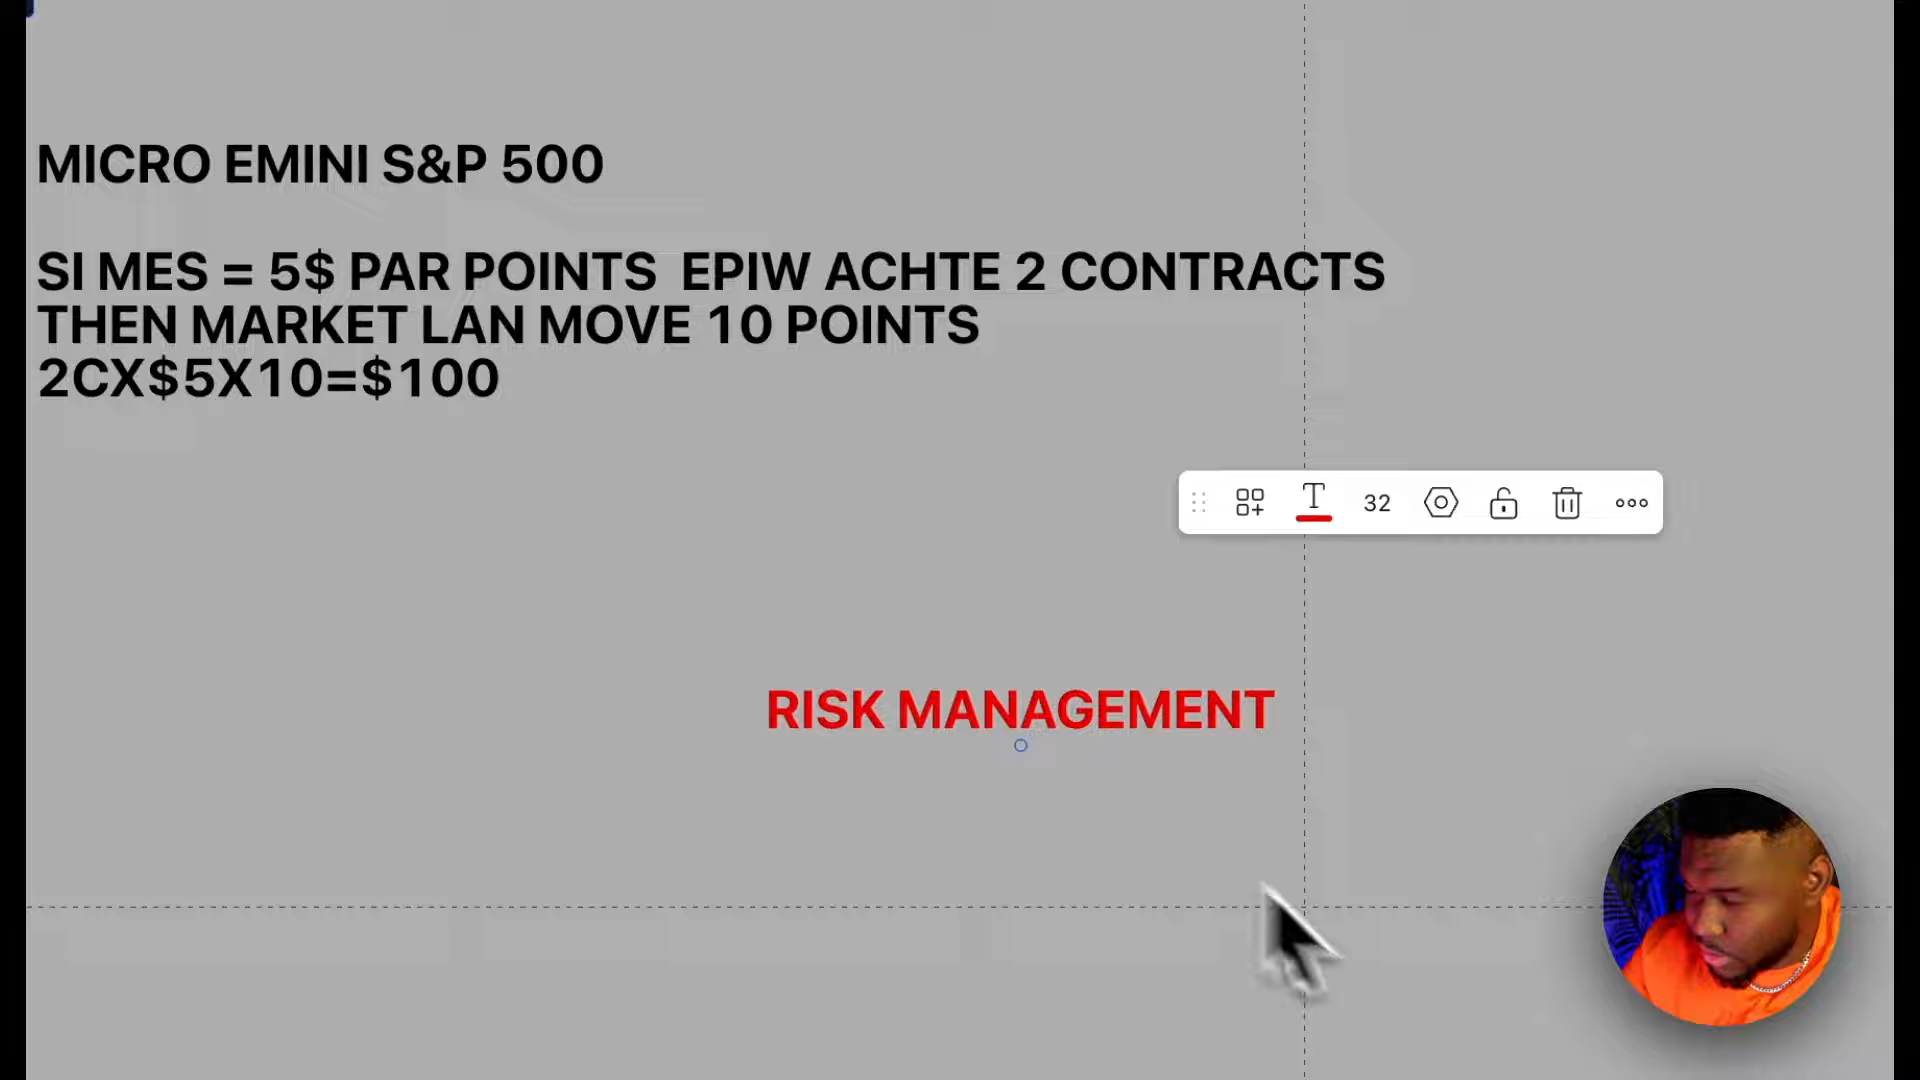 MICRO EMINI S&P 500
SI MES = 5$ PAR POINTS  EPIW ACHTE 2 CONTRACTS
THEN MARKET LAN MOVE 10 POINTS
2CX$5X10=$100
32
RISK MANAGEMENT